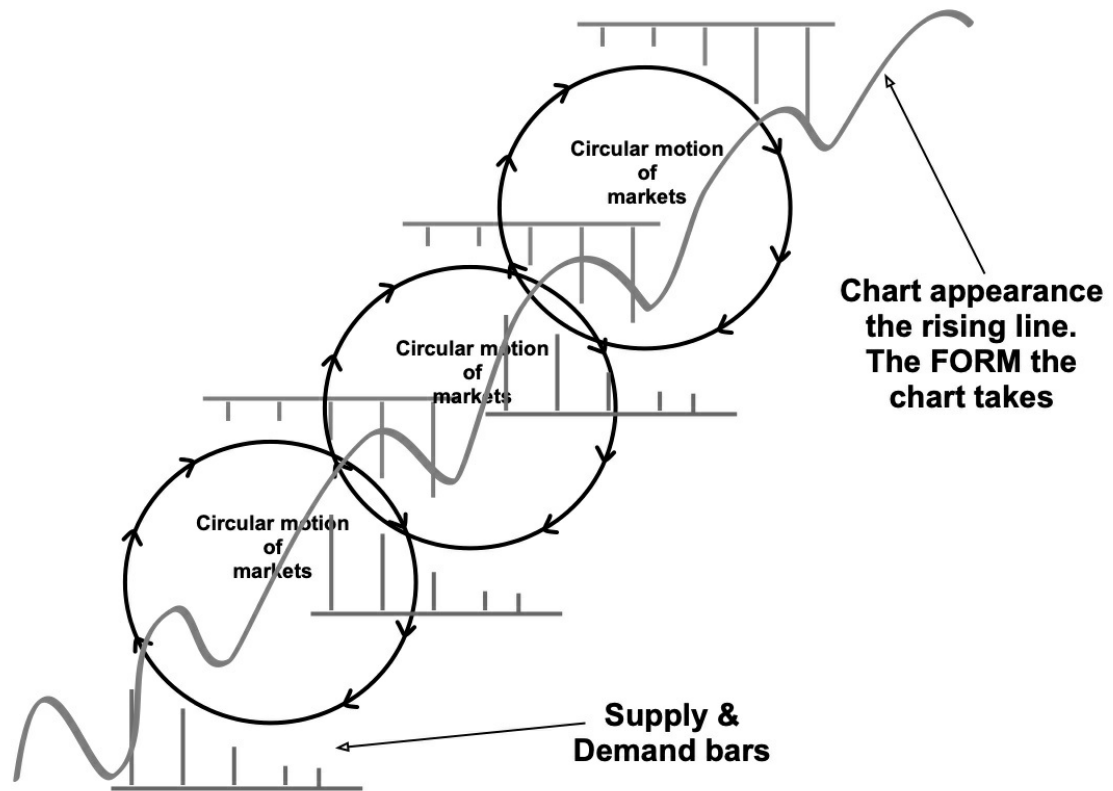 Circular motion
of
markets
Chart appearance
the rising line.
The FORM the
chart takes
Circular motion
of
markets
Circular motion
of
markets
Supply &
Demand bars